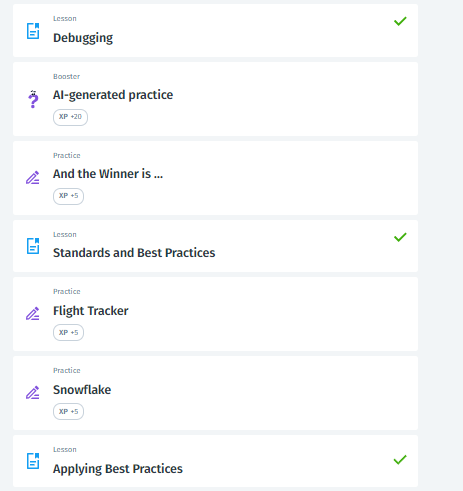 Lesson
Debugging
Booster
AI-generated practice
XP +20
Practice
And the Winner is ...
XP +5
Lesson
Standards and Best Practices
Practice
Flight Tracker
XP +5
Practice
Snowflake
XP +5
Lesson
Applying Best Practices